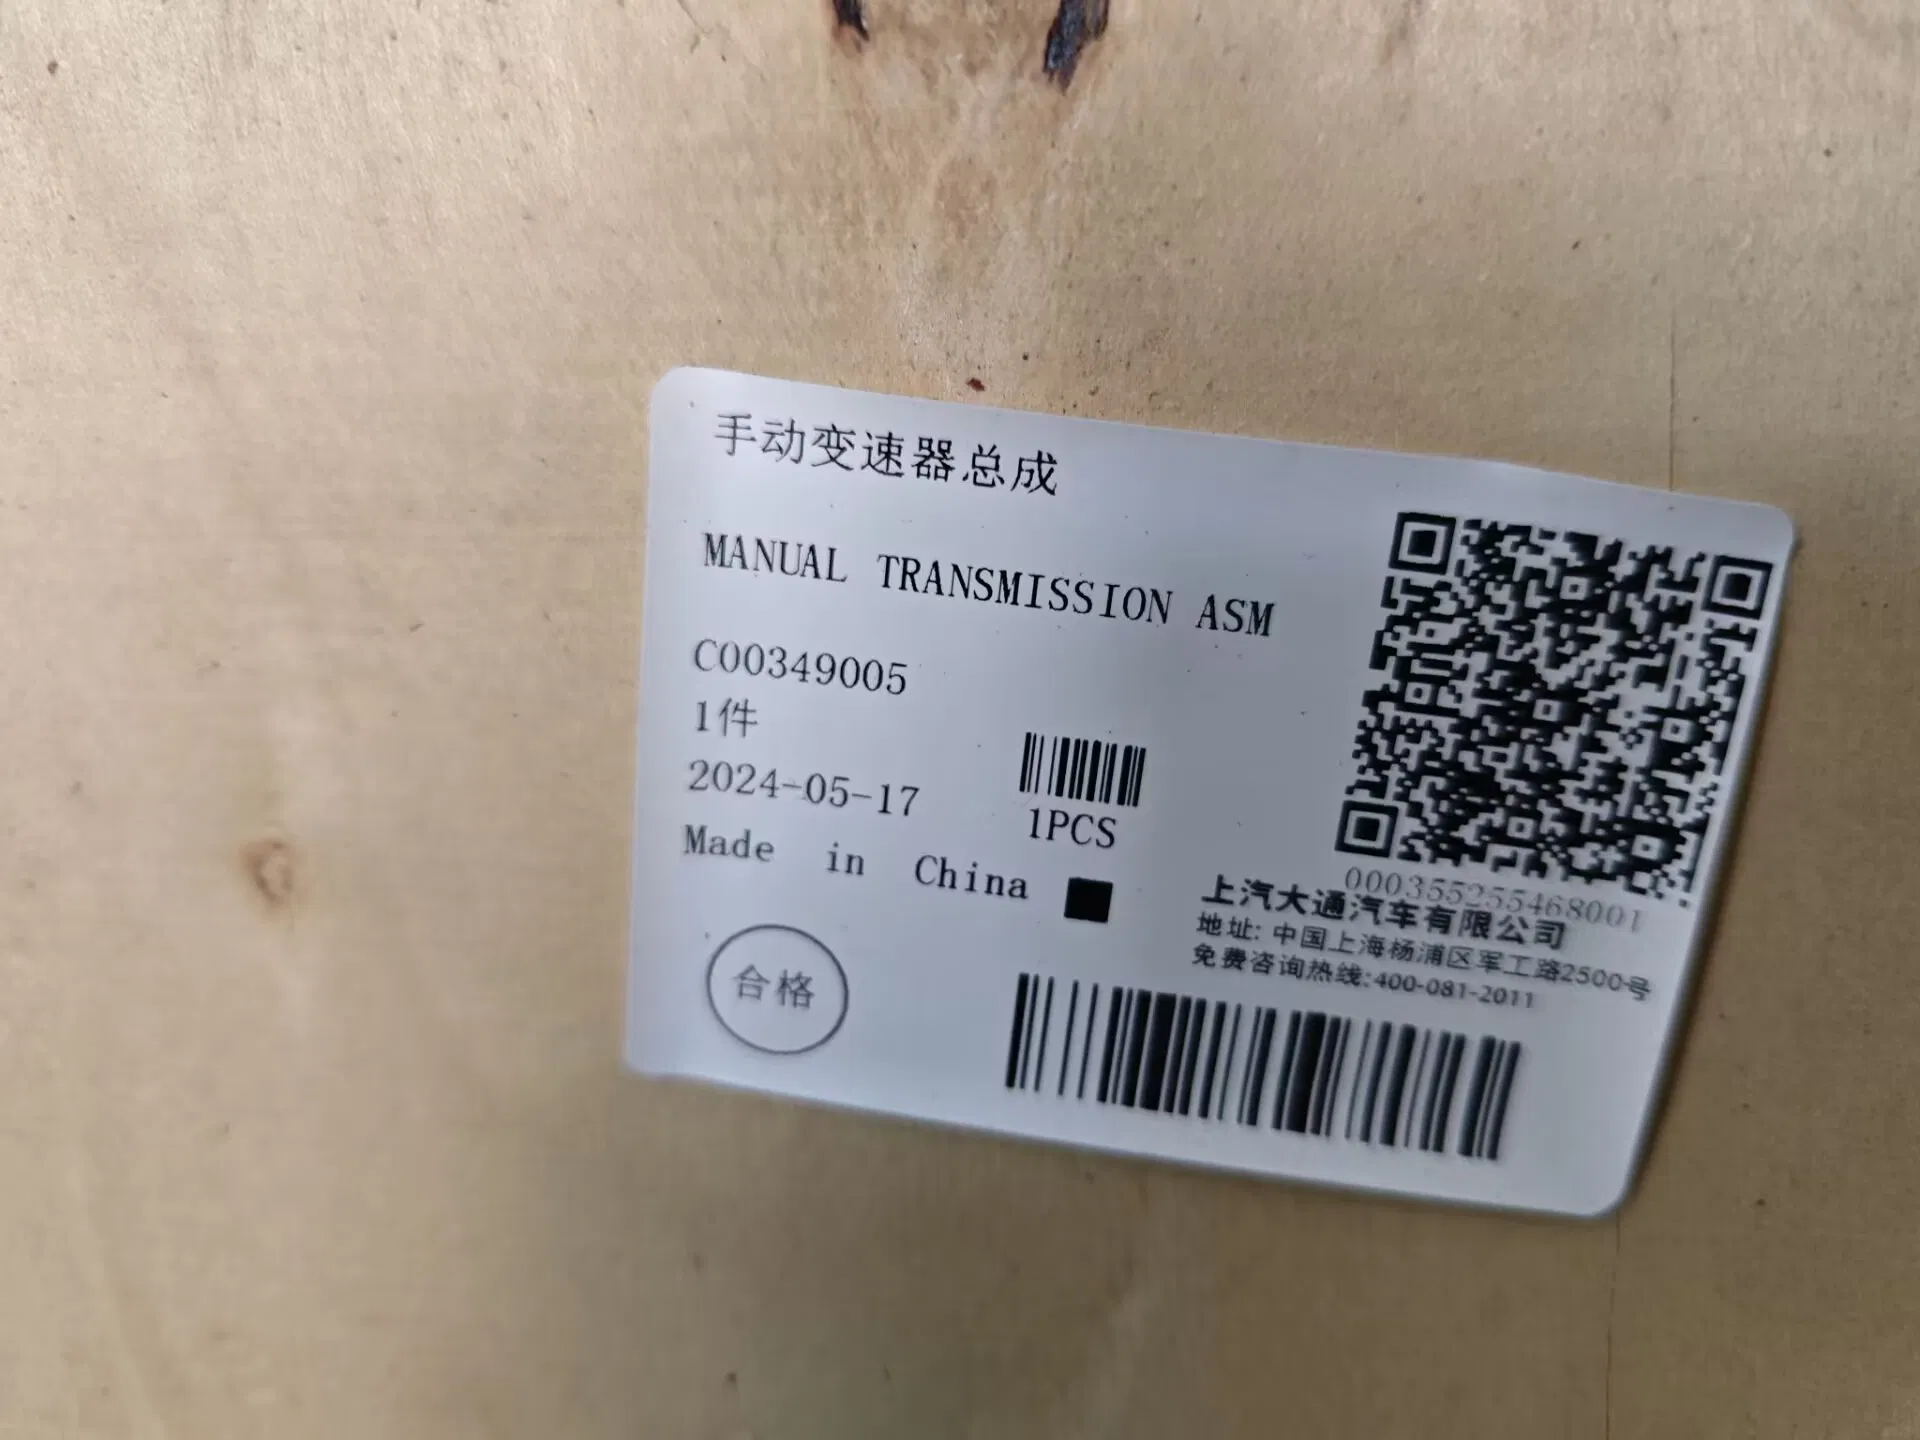 手动变速器总成
MANUAL TRANSMISSION ASM
C00349005
1件
2024-05-17
1PCS
Made in China
合格
000355255468001
上汽大通汽车有限公司
地址: 中国上海杨浦区军工路2500号
免费咨询热线:400-081-2011